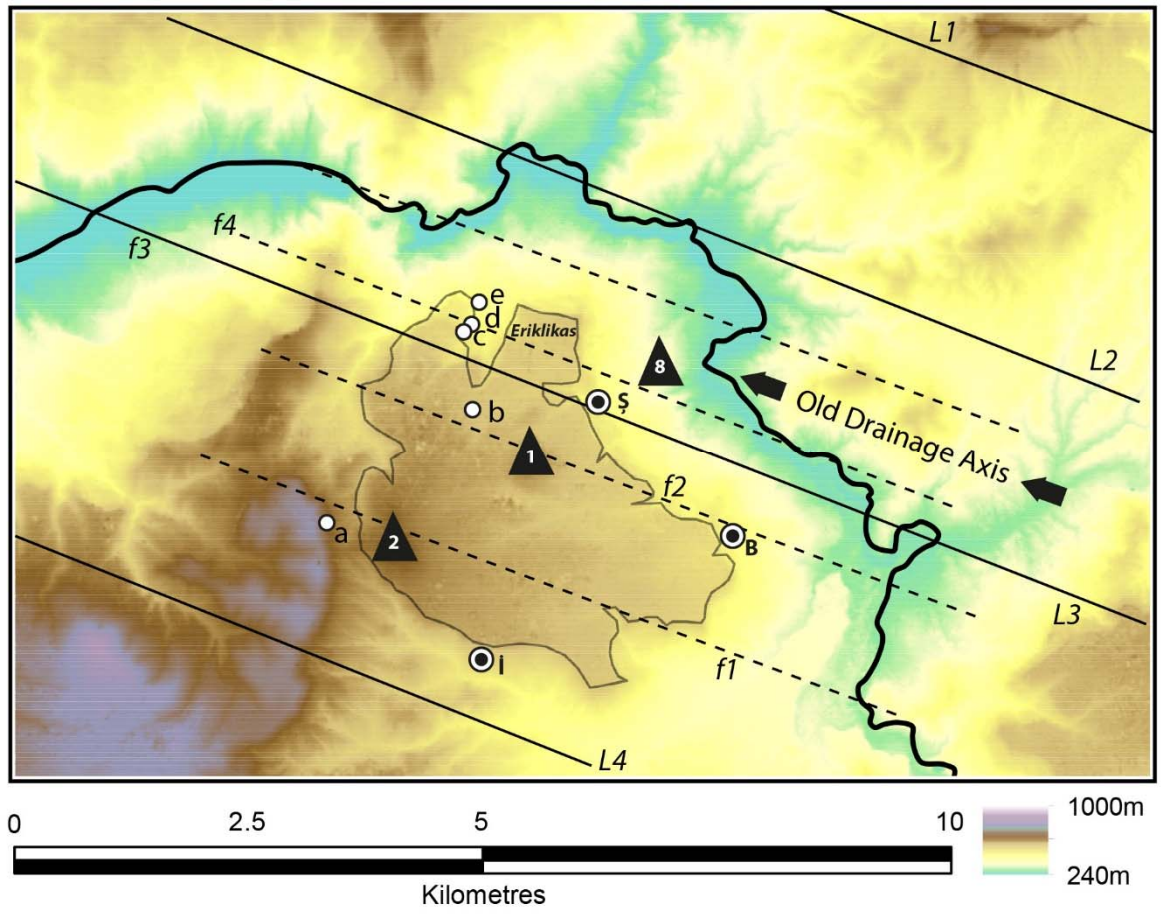 L1
f4
f3
e
d
c
Eriklikas
8
Ş
L2
Old Drainage Axis
b
1
f2
a
2
B
L3
i
f1
L4
0
2.5
5
10
Kilometres
1000m
240m